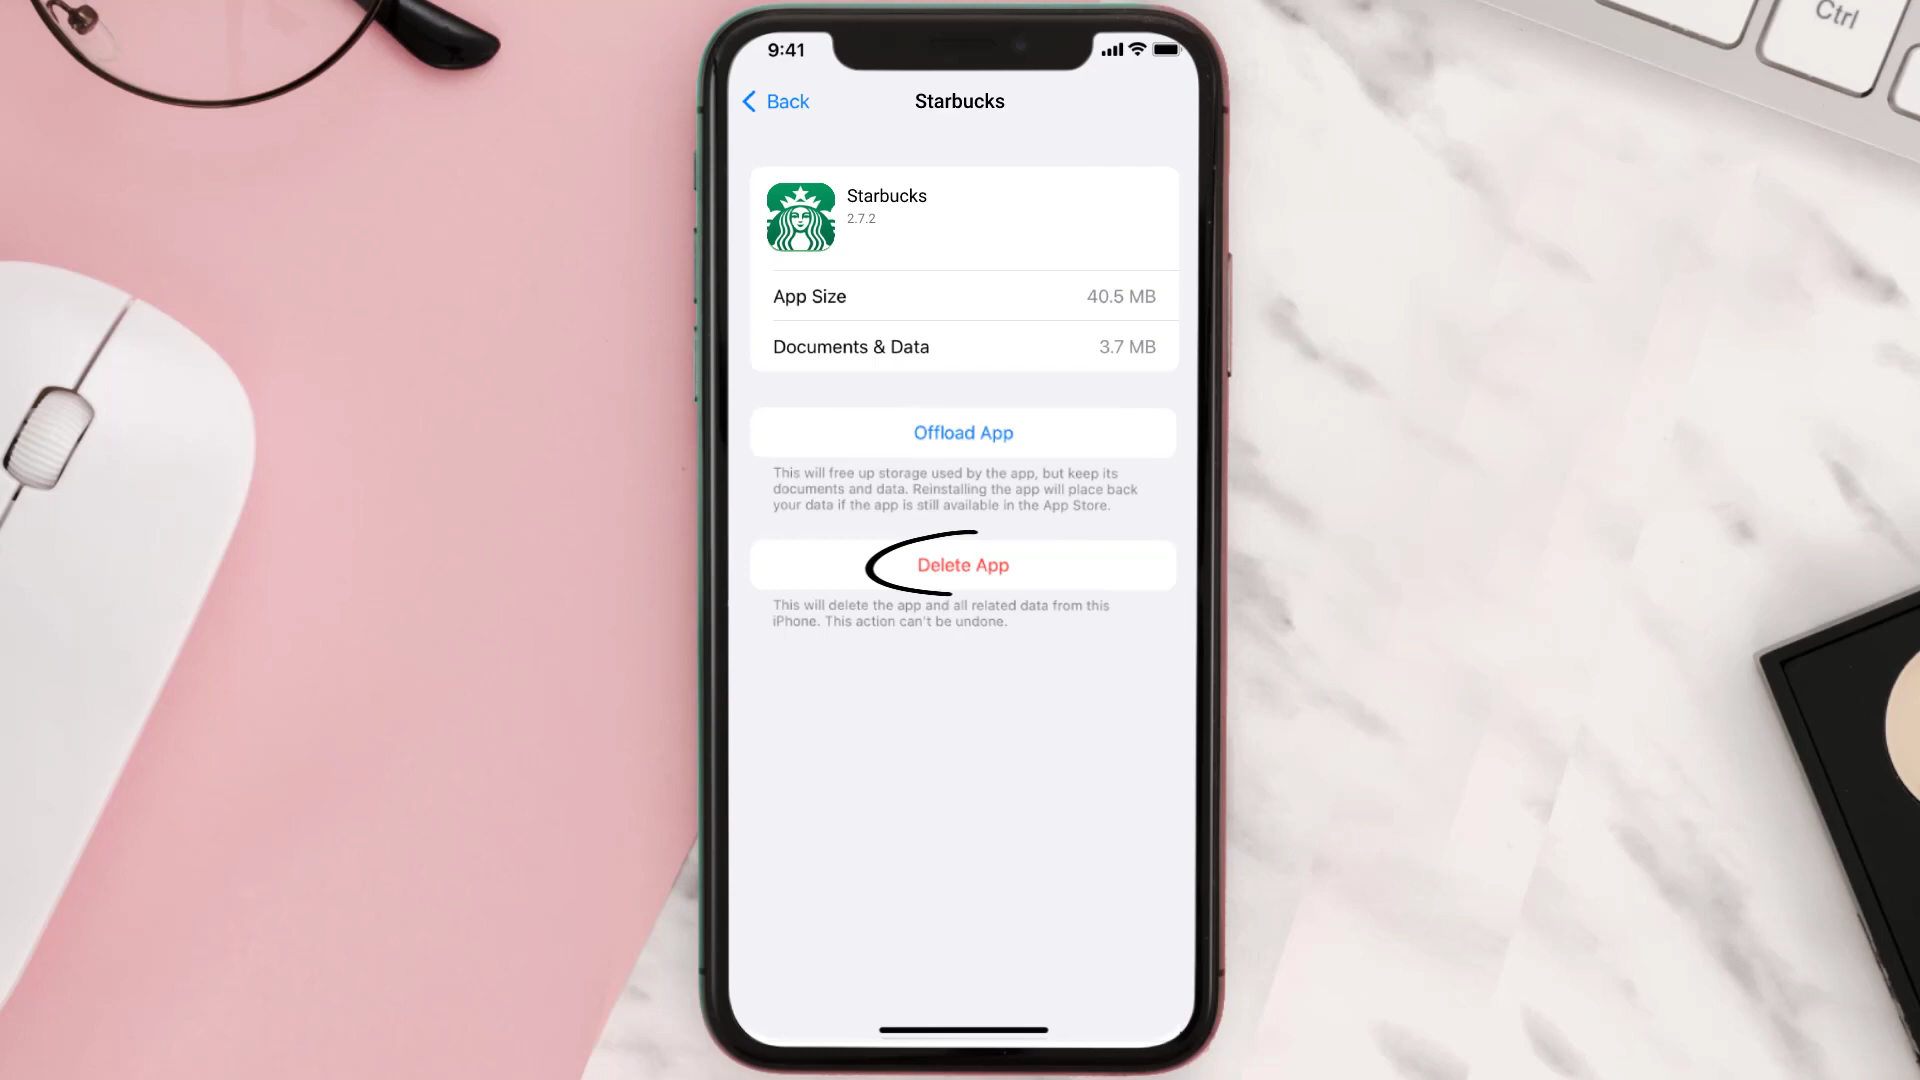 Ctrl
9:41
Back
Starbucks
Starbucks
2.7.2
App Size
40.5 MB
Documents & Data
3.7 MB
Offload App
This will free up storage used by the app, but keep its
documents and data. Reinstalling the app will place back
your data if the app is still available in the App Store.
Delete App
This will delete the app and all related data from this
iPhone. This action can't be undone.